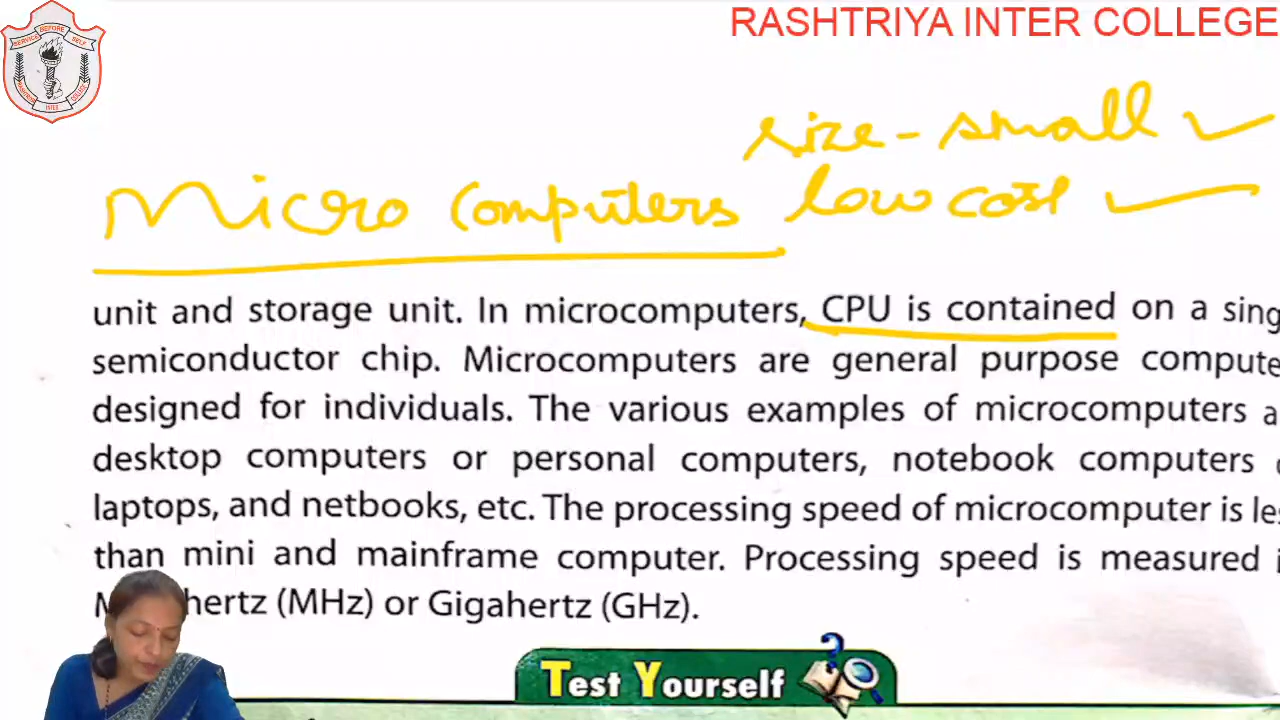 RASHTRIYA INTER COLLEGE
SERVICE BEFORE SELF
size - small
Micro Computers low cost
unit and storage unit. In microcomputers, CPU is contained on a
semiconductor chip. Microcomputers are general purpose
designed for individuals. The various examples of microcomputers
desktop computers or personal computers, notebook computers
laptops, and netbooks, etc. The processing speed of microcomputer is
than mini and mainframe computer. Processing speed is measured
(MHz) or Gigahertz (GHz).
Test Yourself